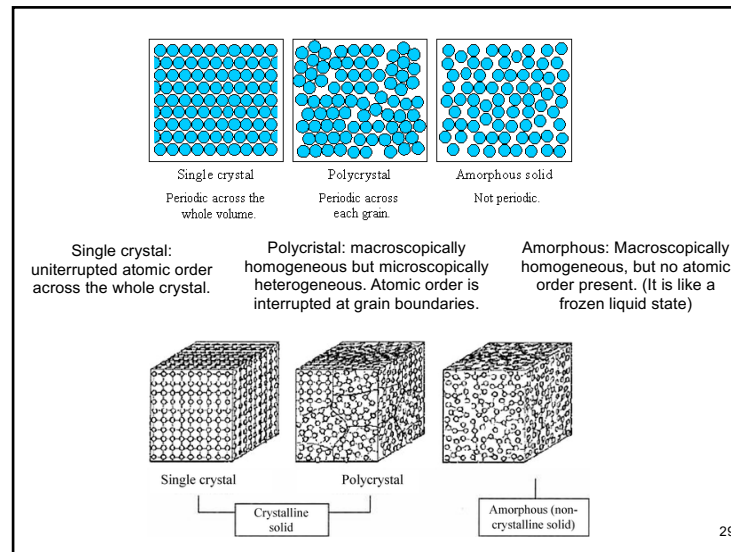 Single crystal
Periodic across the
whole volume.
Polycrystal
Periodic across
each grain.
Amorphous solid
Not periodic.
Single crystal:
uniterrupted atomic order
across the whole crystal.
Polycristal: macroscopically
homogeneous but microscopically
heterogeneous. Atomic order is
interrupted at grain boundaries.
Amorphous: Macroscopically
homogeneous, but no atomic
order present. (It is like a
frozen liquid state)
Single crystal
Polycrystal
Crystalline
solid
Amorphous (non-
crystalline solid)
29